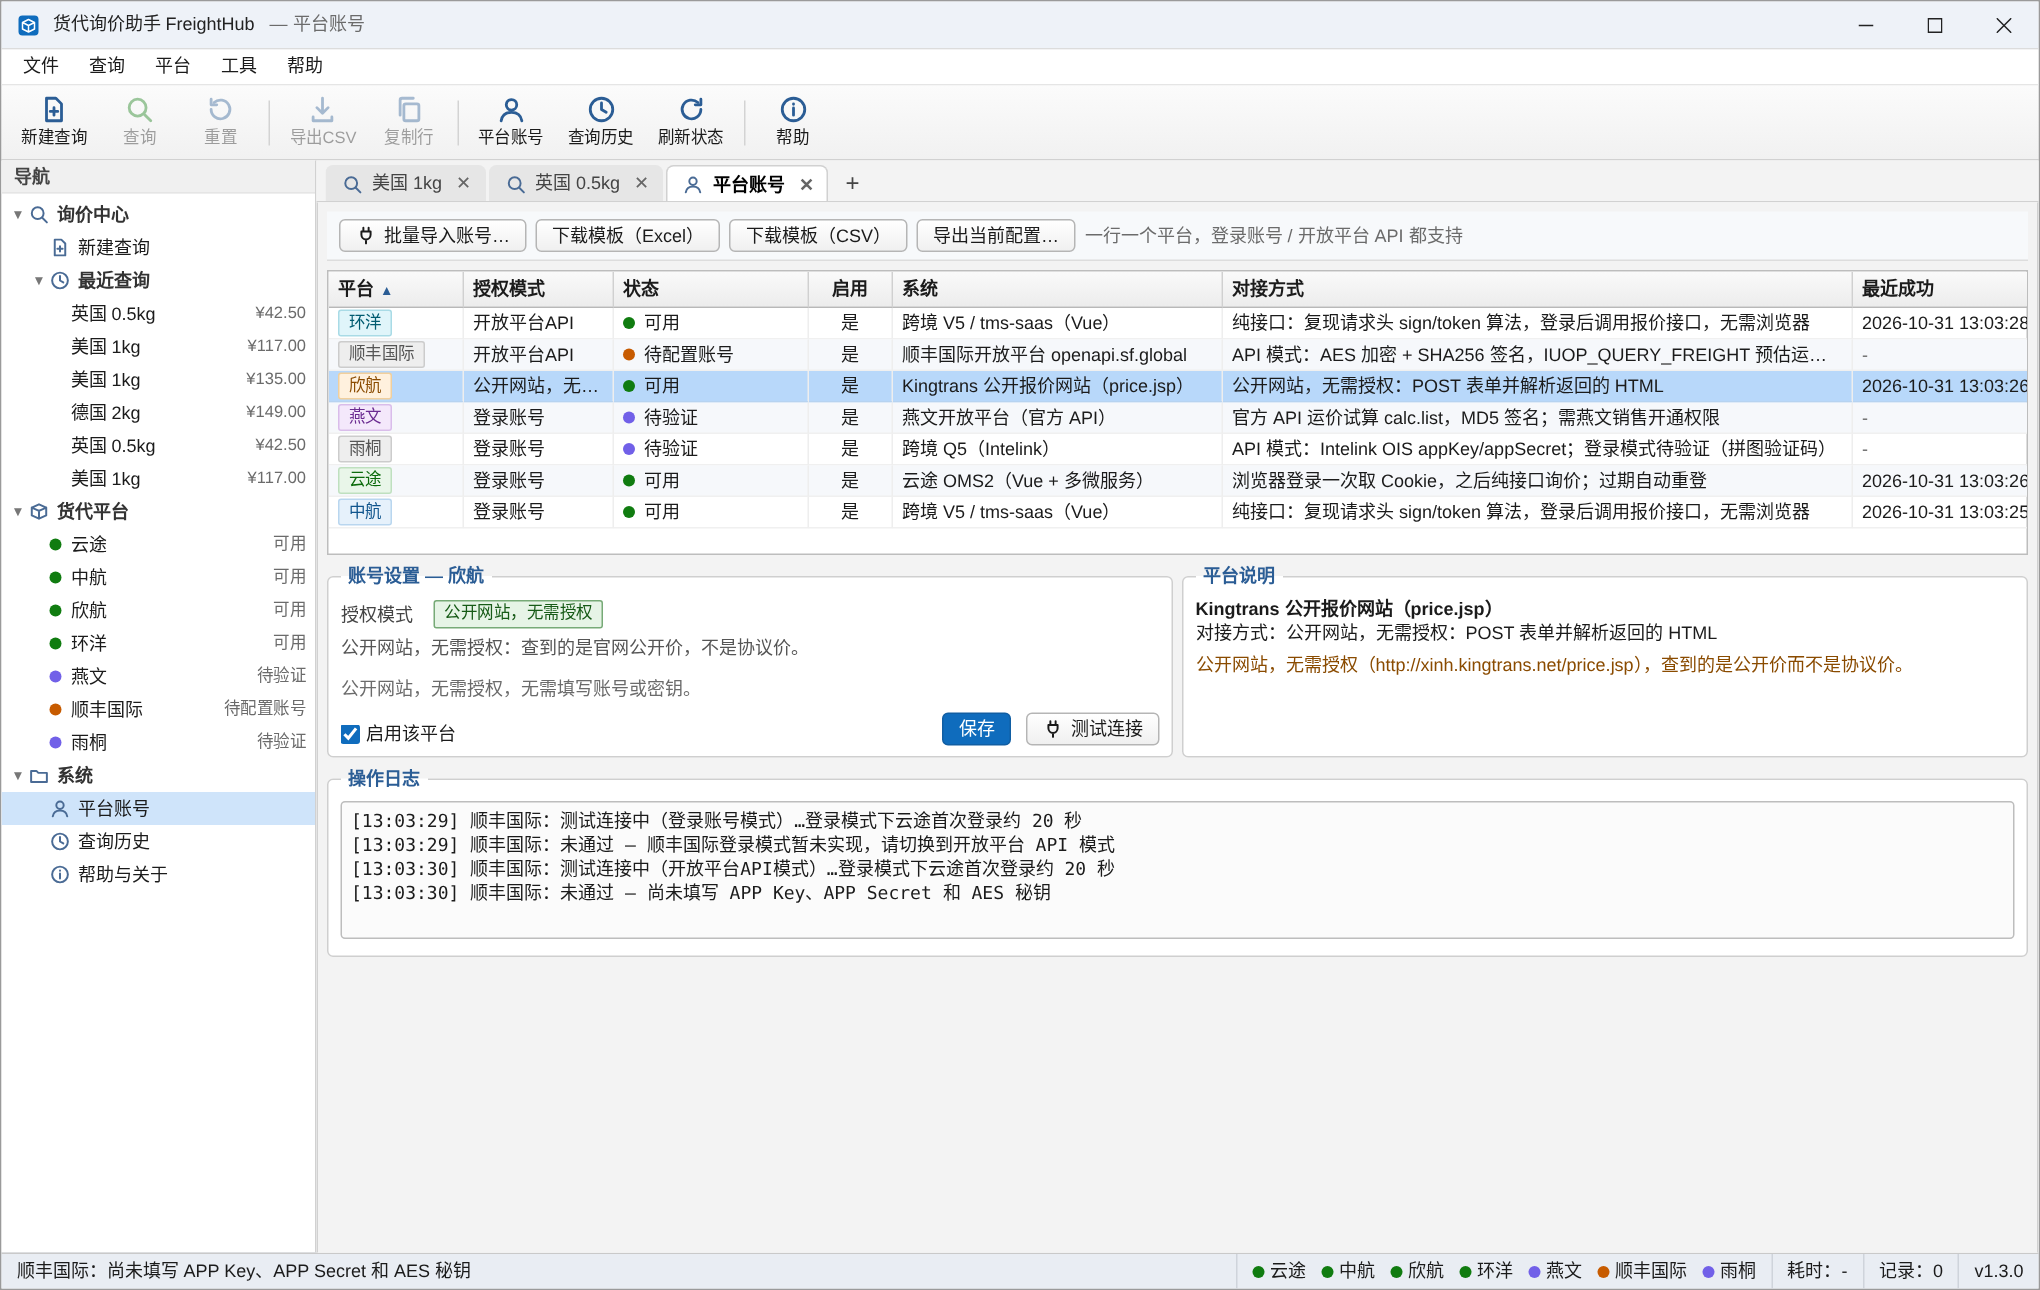 货代询价助手 FreightHub — 平台账号
文件 查询 平台 工具 帮助
新建查询 查询 重置 导出CSV 复制行 平台账号 查询历史 刷新状态 帮助
导航
询价中心
新建查询
最近查询
英国 0.5kg ¥42.50
美国 1kg ¥117.00
美国 1kg ¥135.00
德国 2kg ¥149.00
英国 0.5kg ¥42.50
美国 1kg ¥117.00
货代平台
云途 可用
中航 可用
欣航 可用
环洋 可用
燕文 待验证
顺丰国际 待配置账号
雨桐 待验证
系统
平台账号
查询历史
帮助与关于
美国 1kg ✕ 英国 0.5kg ✕ 平台账号 ✕ +
批量导入账号… 下载模板（Excel） 下载模板（CSV） 导出当前配置… 一行一个平台，登录账号 / 开放平台 API 都支持
平台 ▲ 授权模式 状态 启用 系统 对接方式 最近成功
环洋 开放平台API 可用 是 跨境 V5 / tms-saas（Vue） 纯接口：复现请求头 sign/token 算法，登录后调用报价接口，无需浏览器 2026-10-31 13:03:28
顺丰国际 开放平台API 待配置账号 是 顺丰国际开放平台 openapi.sf.global API 模式：AES 加密 + SHA256 签名，IUOP_QUERY_FREIGHT 预估运… -
欣航 公开网站，无… 可用 是 Kingtrans 公开报价网站（price.jsp） 公开网站，无需授权：POST 表单并解析返回的 HTML 2026-10-31 13:03:26
燕文 登录账号 待验证 是 燕文开放平台（官方 API） 官方 API 运价试算 calc.list，MD5 签名；需燕文销售开通权限 -
雨桐 登录账号 待验证 是 跨境 Q5（Intelink） API 模式：Intelink OIS appKey/appSecret；登录模式待验证（拼图验证码） -
云途 登录账号 可用 是 云途 OMS2（Vue + 多微服务） 浏览器登录一次取 Cookie，之后纯接口询价；过期自动重登 2026-10-31 13:03:26
中航 登录账号 可用 是 跨境 V5 / tms-saas（Vue） 纯接口：复现请求头 sign/token 算法，登录后调用报价接口，无需浏览器 2026-10-31 13:03:25
账号设置 — 欣航
授权模式 公开网站，无需授权
公开网站，无需授权：查到的是官网公开价，不是协议价。
公开网站，无需授权，无需填写账号或密钥。
启用该平台 保存 测试连接
平台说明
Kingtrans 公开报价网站（price.jsp）
对接方式：公开网站，无需授权：POST 表单并解析返回的 HTML
公开网站，无需授权（http://xinh.kingtrans.net/price.jsp），查到的是公开价而不是协议价。
操作日志
[13:03:29] 顺丰国际：测试连接中（登录账号模式）…登录模式下云途首次登录约 20 秒
[13:03:29] 顺丰国际：未通过 — 顺丰国际登录模式暂未实现，请切换到开放平台 API 模式
[13:03:30] 顺丰国际：测试连接中（开放平台API模式）…登录模式下云途首次登录约 20 秒
[13:03:30] 顺丰国际：未通过 — 尚未填写 APP Key、APP Secret 和 AES 秘钥
顺丰国际：尚未填写 APP Key、APP Secret 和 AES 秘钥 云途 中航 欣航 环洋 燕文 顺丰国际 雨桐 耗时：- 记录：0 v1.3.0